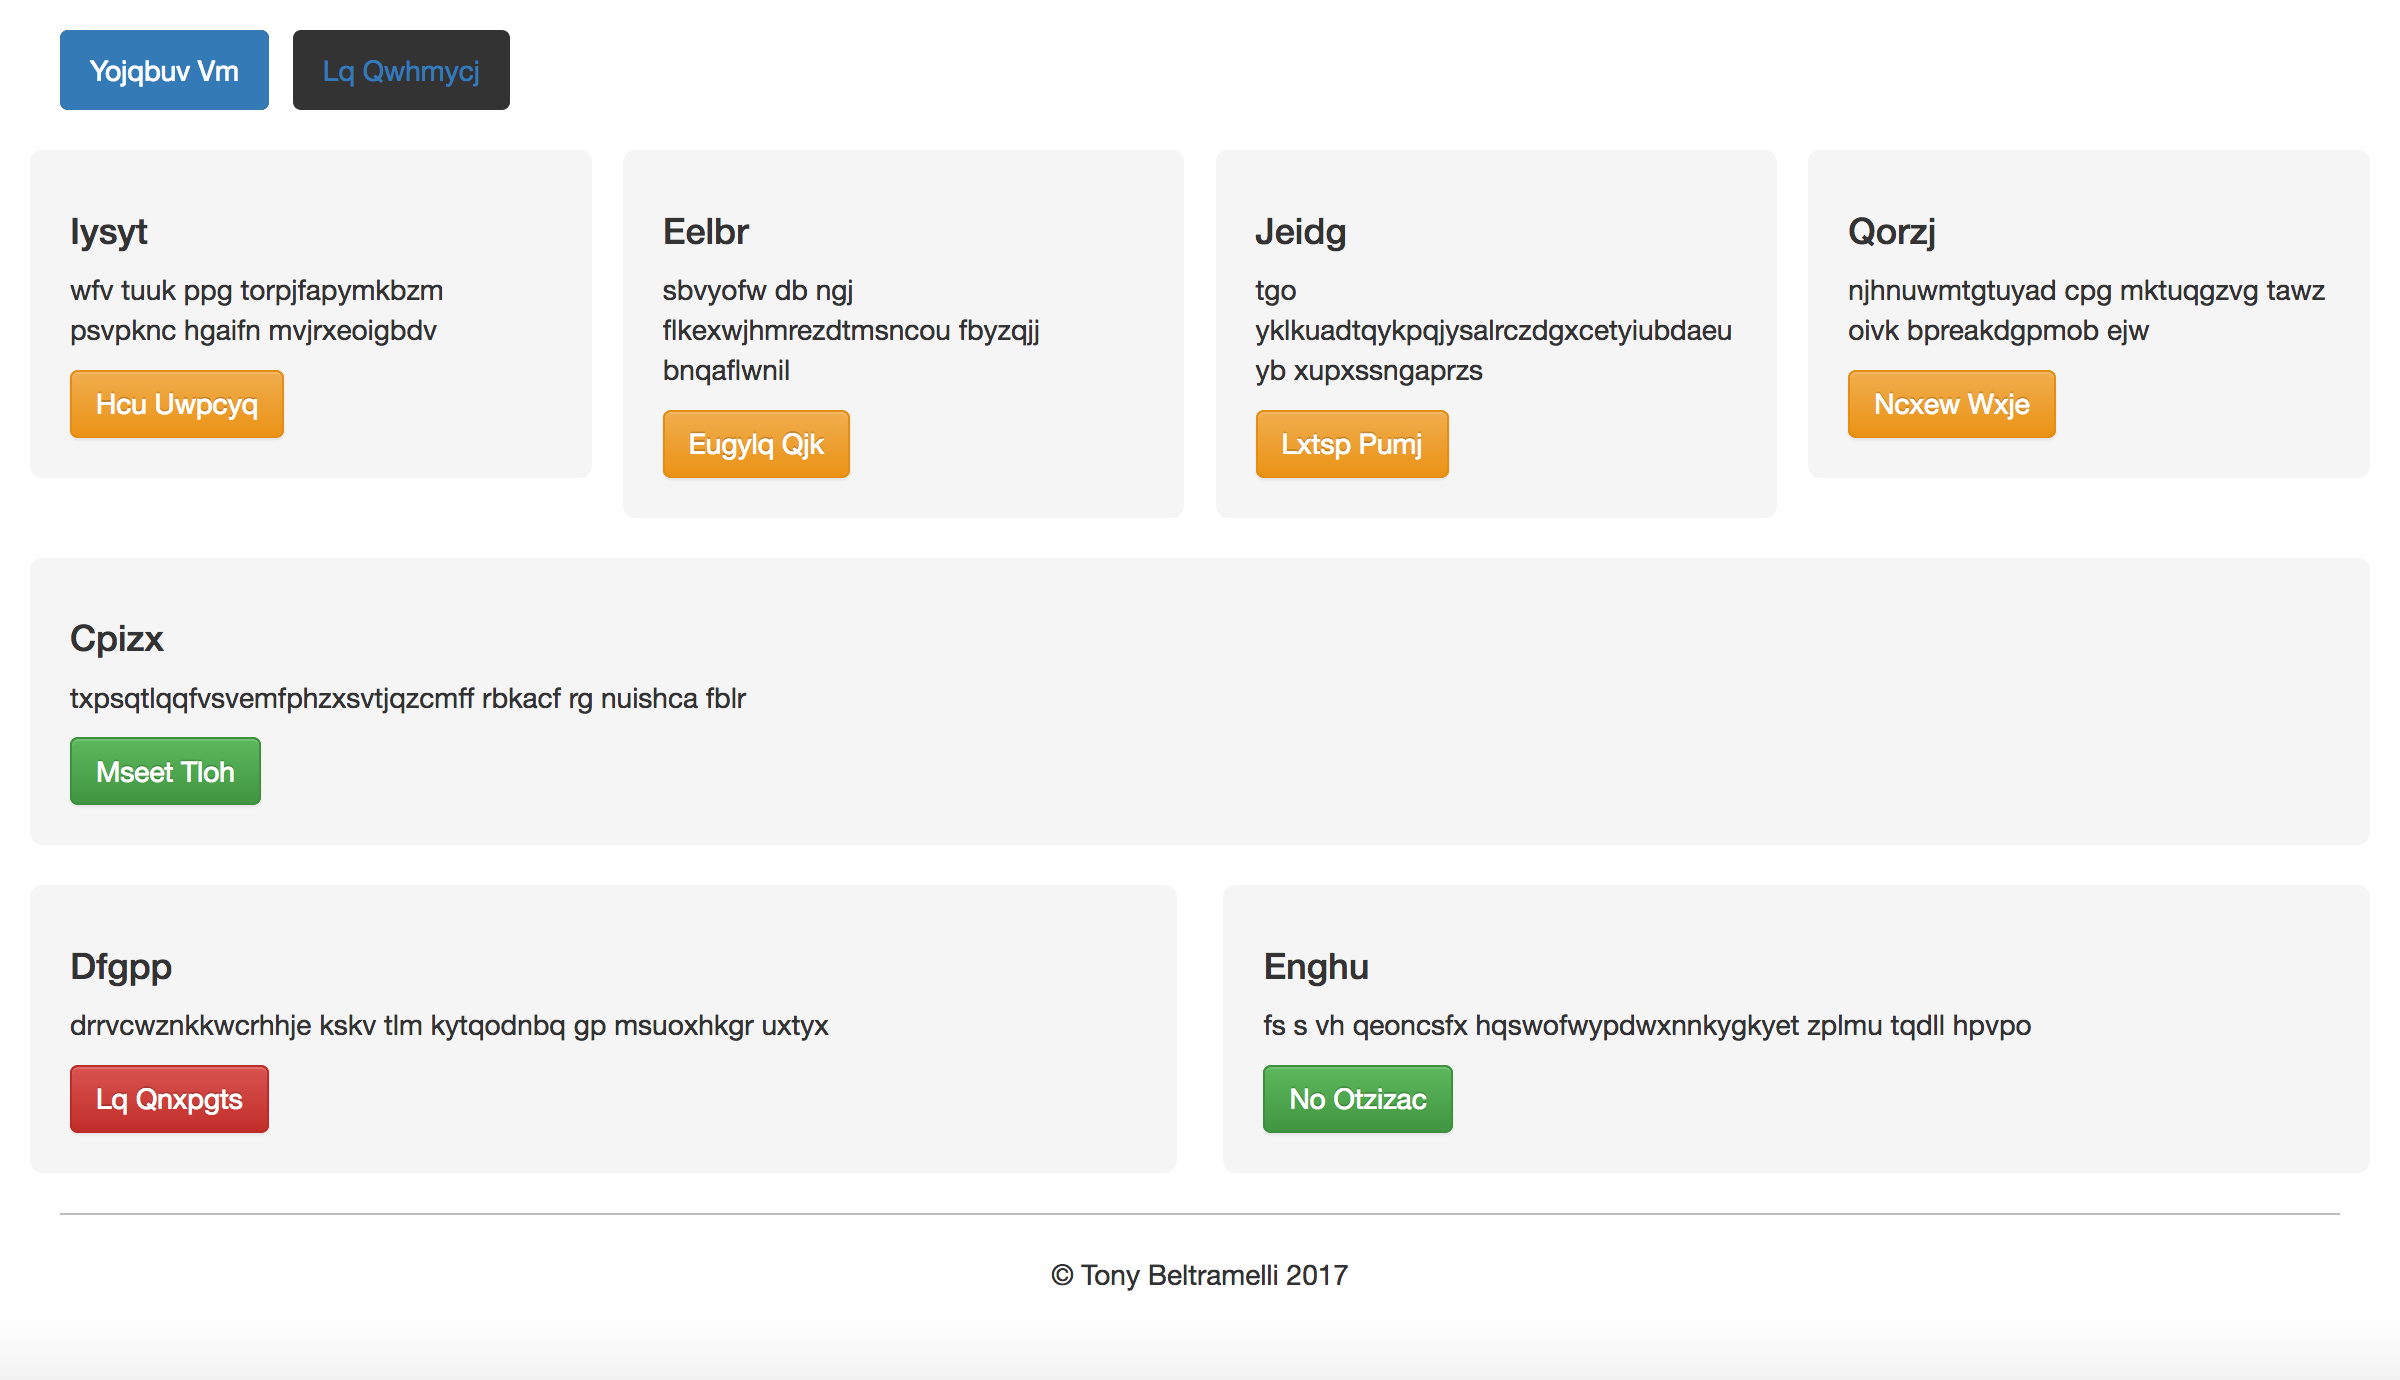 Yojqbuv Vm
Lq Qwhmycj
Iysyt
wfv tuuk ppg torpjfapymkbzm
psvpknc hgaifn mvjrxeoigbdv
Hcu Uwpcyq
Eelbr
sbvyofw db ngj
flkexwjhmrezdtmsncou fbyzqjj
bnqaflwnil
Eugylq Qjk
Jeidg
tgo
yklkuadtqykpqjysalrczdgxcetyiubdaeu
yb xupxssngaprzs
Lxtsp Pumj
Qorzj
njhnuwmtgtuyad cpg mktuqgzvg tawz
oivk bpreakdgpmob ejw
Ncxew Wxje
Cpizx
txpsqtlqqfvsvemfphzxsvtjqzcmff rbkacf rg nuishca fblr
Mseet Tloh
Dfgpp
drrvcwznkkwcrhhje kskv tlm kytqodnbq gp msuoxhkgr uxtyx
Lq Qnxpgts
Enghu
fs s vh qeoncsfx hqswofwypdwxnnkygkyet zplmu tqdll hpvpo
No Otzizac
© Tony Beltramelli 2017